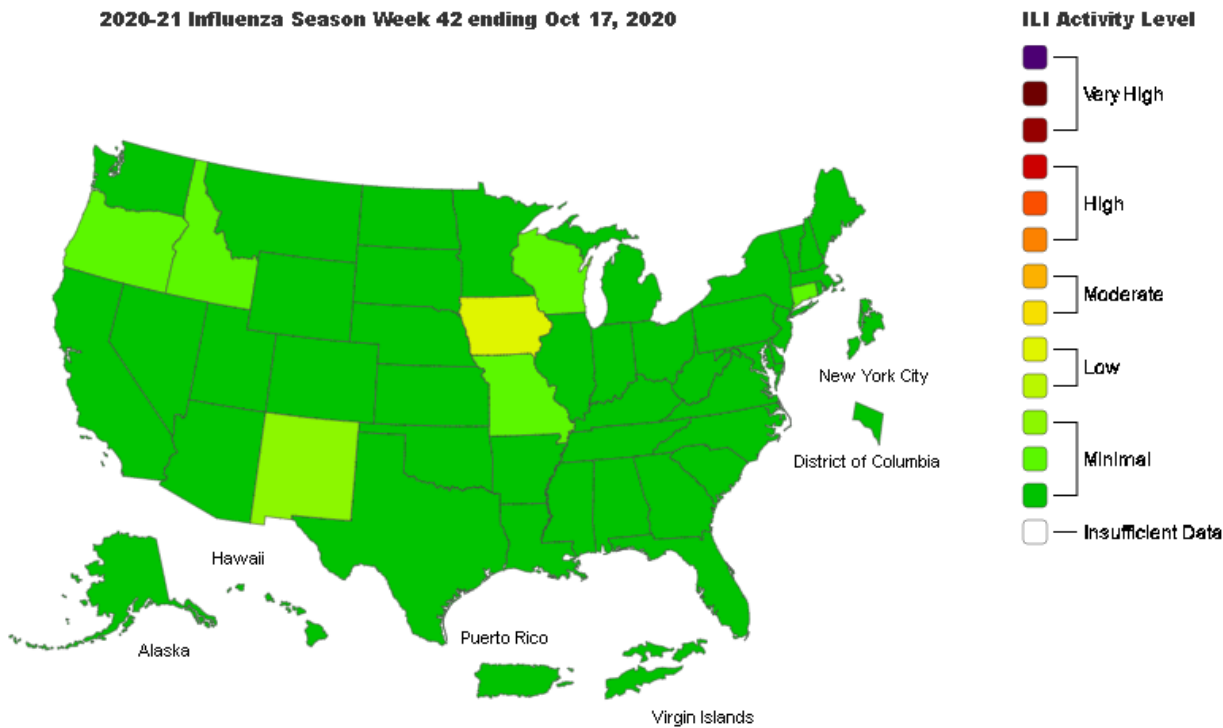 2020-21 Influenza Season Week 42 ending Oct 17, 2020
ILI Activity Level
Very High
High
Moderate
Low
Minimal
Insufficient Data
New York City
District of Columbia
Hawaii
Alaska
Puerto Rico
Virgin Islands